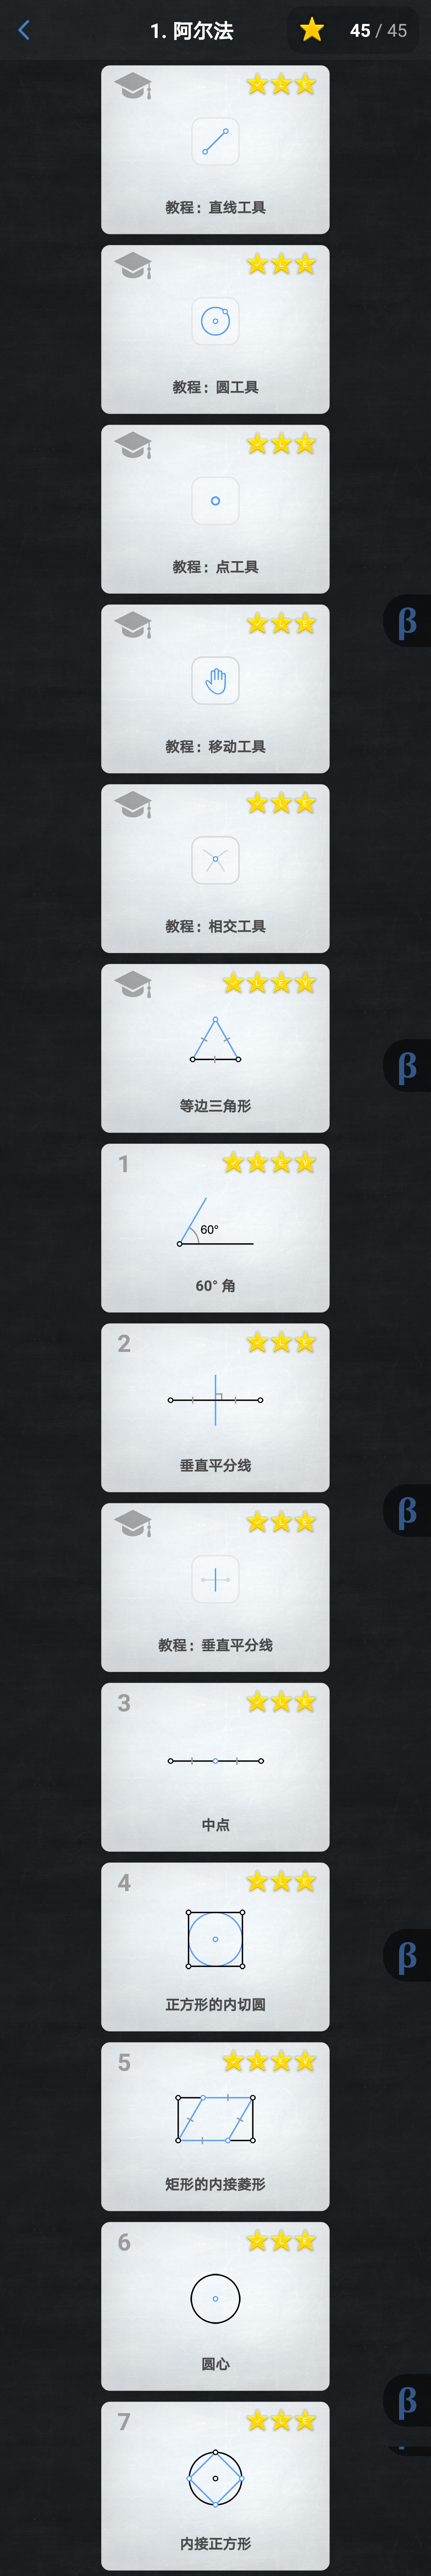 1. 阿尔法
45 / 45
教程：直线工具
教程：圆工具
教程：点工具
β
教程：移动工具
教程：相交工具
等边三角形
β
1
60°
60° 角
2
垂直平分线
β
教程：垂直平分线
3
中点
4
β
正方形的内切圆
5
矩形的内接菱形
6
圆心
β
7
内接正方形